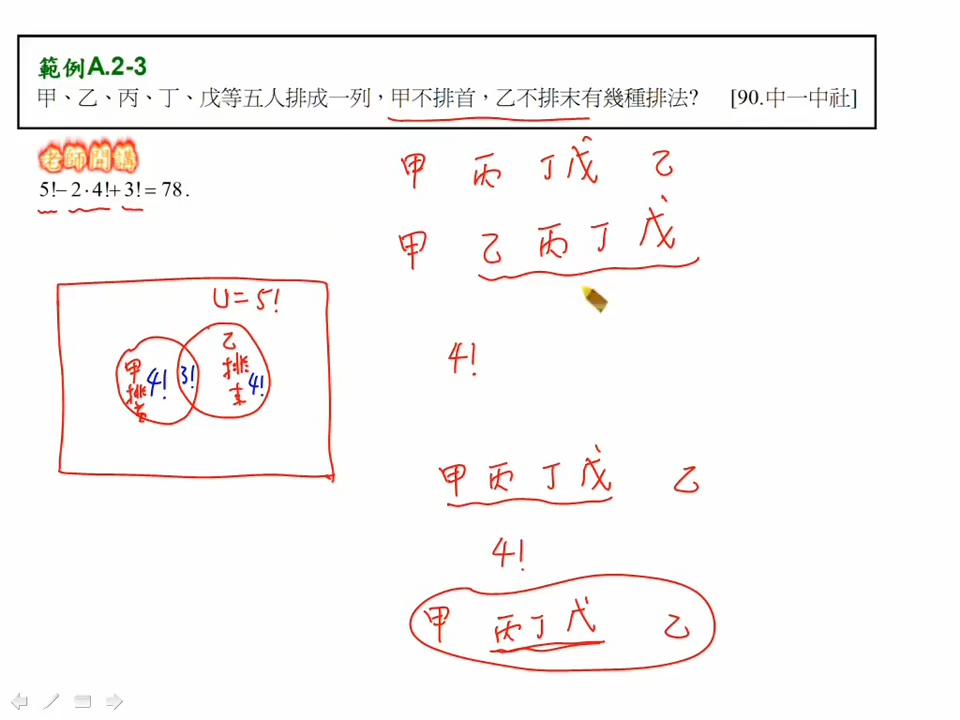 範例A.2-3
甲、乙、丙、丁、戊等五人排成一列，甲不排首，乙不排末有幾種排法? [90.中一中社]
老師開講
5!−2·4!+3!=78.
甲 丙 丁 戊 乙
甲 乙 丙 丁 戊
U=5!
甲排首 4! 3! 乙排末 4!
4!
甲 丙 丁 戊 乙
4!
甲 丙 丁 戊 乙